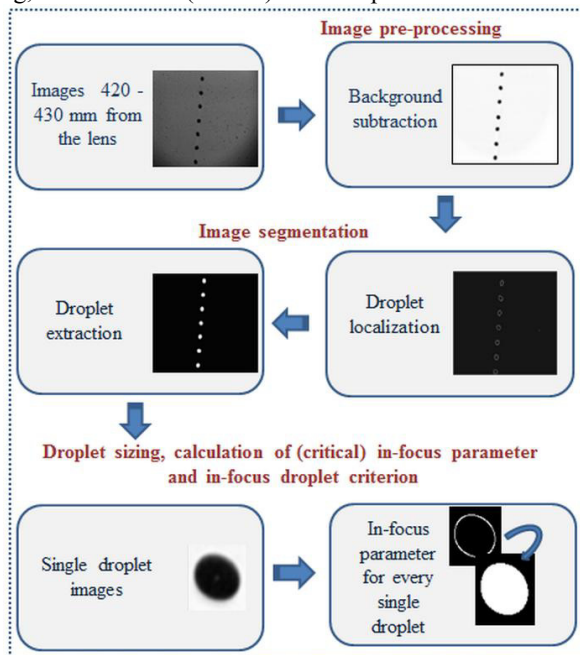 Image pre-processing
Images 420 -
430 mm from
the lens
Background
subtraction
Image segmentation
Droplet
extraction
Droplet
localization
Droplet sizing, calculation of (critical) in-focus parameter
and in-focus droplet criterion
Single droplet
images
In-focus
parameter
for every
single
droplet